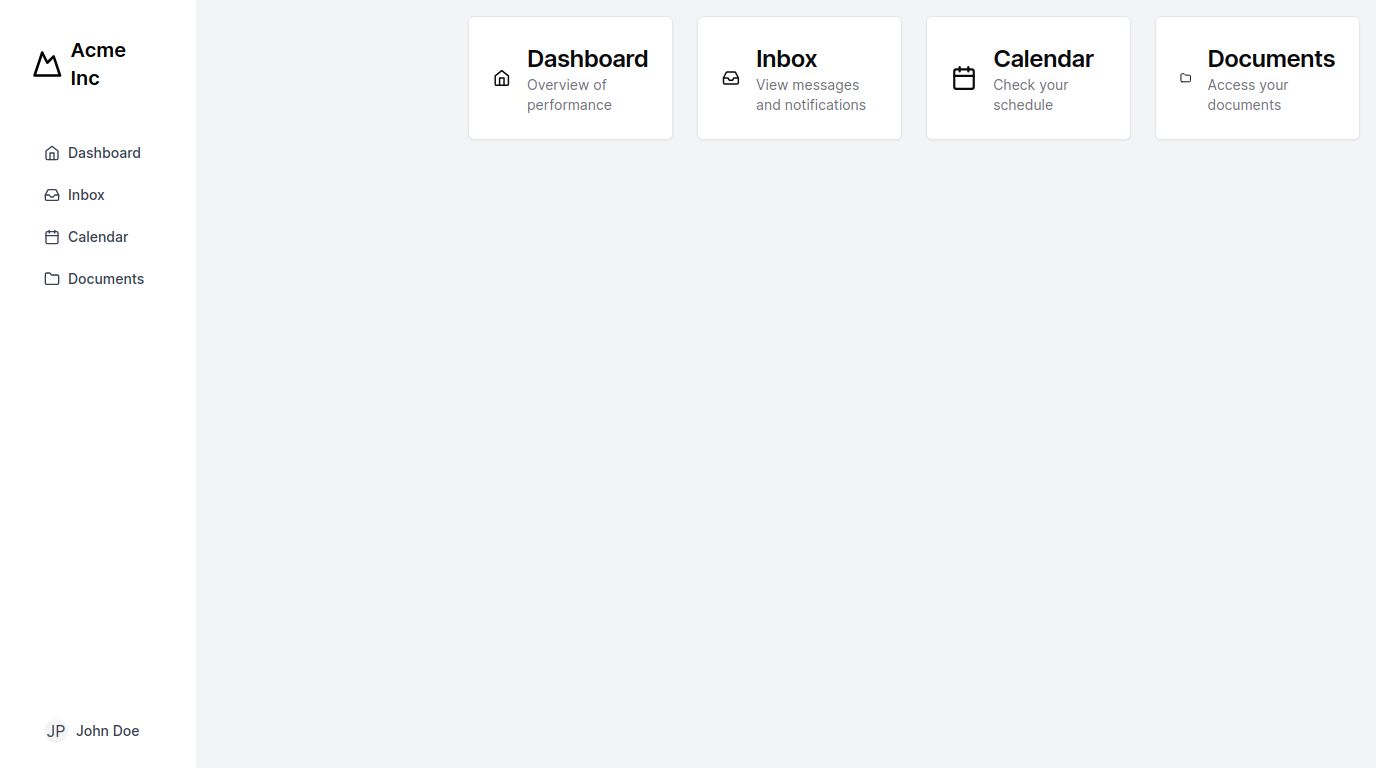 Acme
Inc
Dashboard
Inbox
Calendar
Documents
JP John Doe
Dashboard
Overview of
performance
Inbox
View messages
and notifications
Calendar
Check your
schedule
Documents
Access your
documents